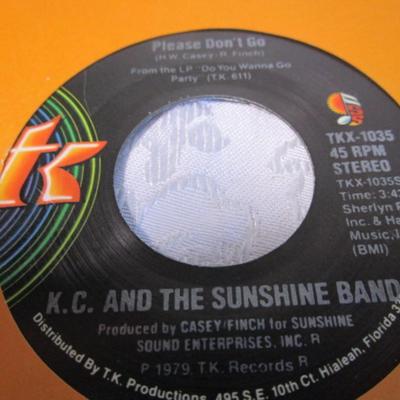 Please Don't Go
(H.W. Casey - R. Finch)
From the LP "Do You Wanna Go
Party" (T.K. 611)
tk
TKX-1035
45 RPM
STEREO
TKX-1035S
Time: 3:4
Sherlyn P
Inc. & Ha
Music, I
(BMI)
K.C. AND THE SUNSHINE BAND
Produced by CASEY/FINCH for SUNSHINE
SOUND ENTERPRISES, INC. R
P 1979, T.K. Records R
Distributed By T.K. Productions, 495 S.E. 10th Ct. Hialeah, Florida 3